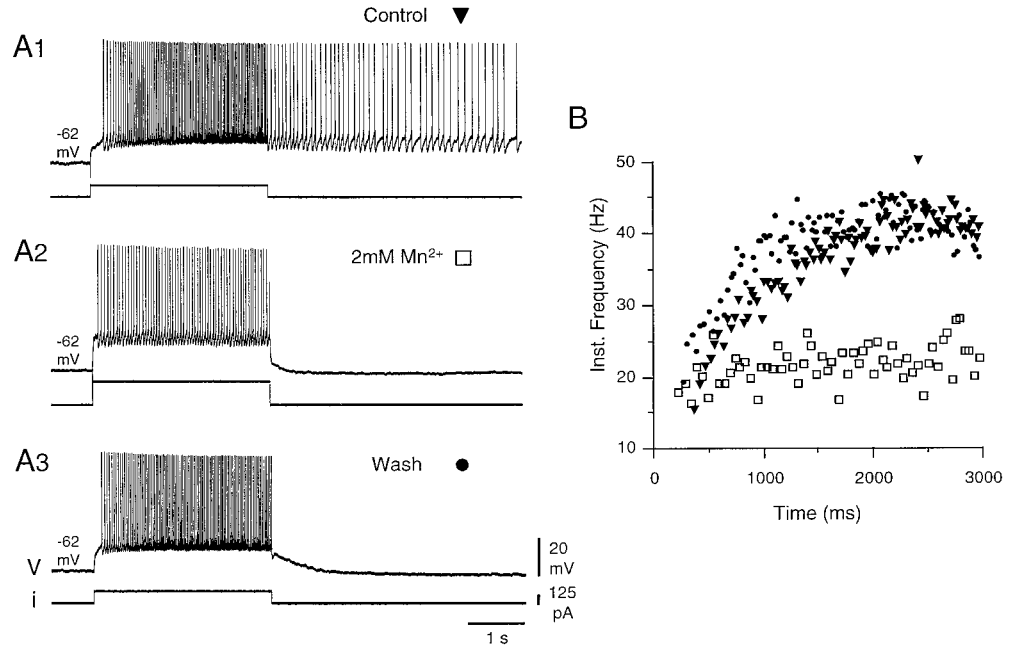 Control ▼
A1
-62
mV
A2
2mM Mn²⁺ □
-62
mV
A3
Wash ●
-62
mV
V
i
20
mV
125
pA
1 s
B
50
40
30
20
10
Inst. Frequency (Hz)
0
1000
2000
3000
Time (ms)